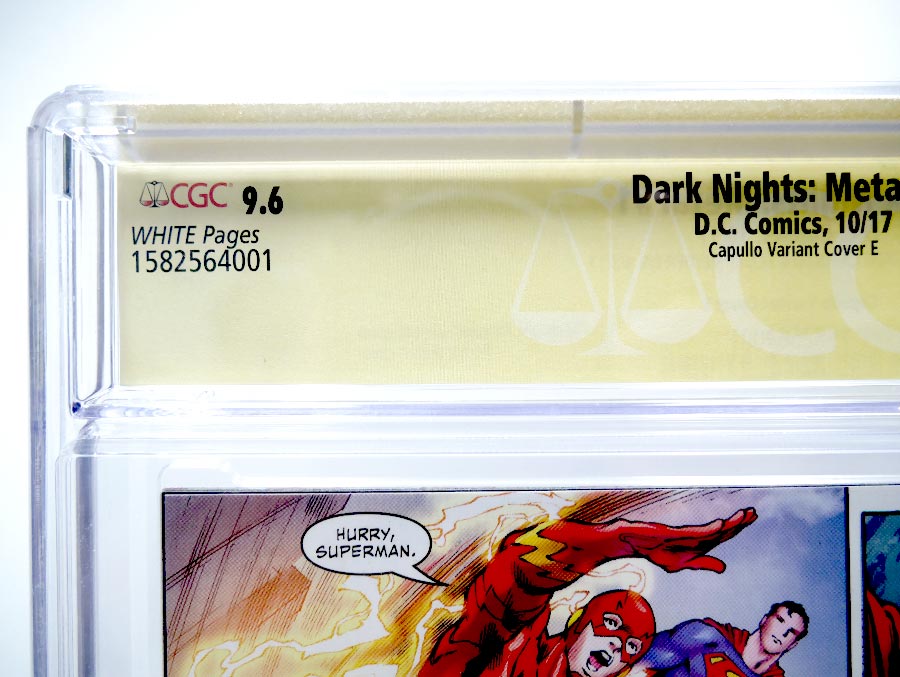 CGC 9.6
WHITE Pages
1582564001
Dark Nights: Meta
D.C. Comics, 10/17
Capullo Variant Cover E
HURRY,
SUPERMAN.